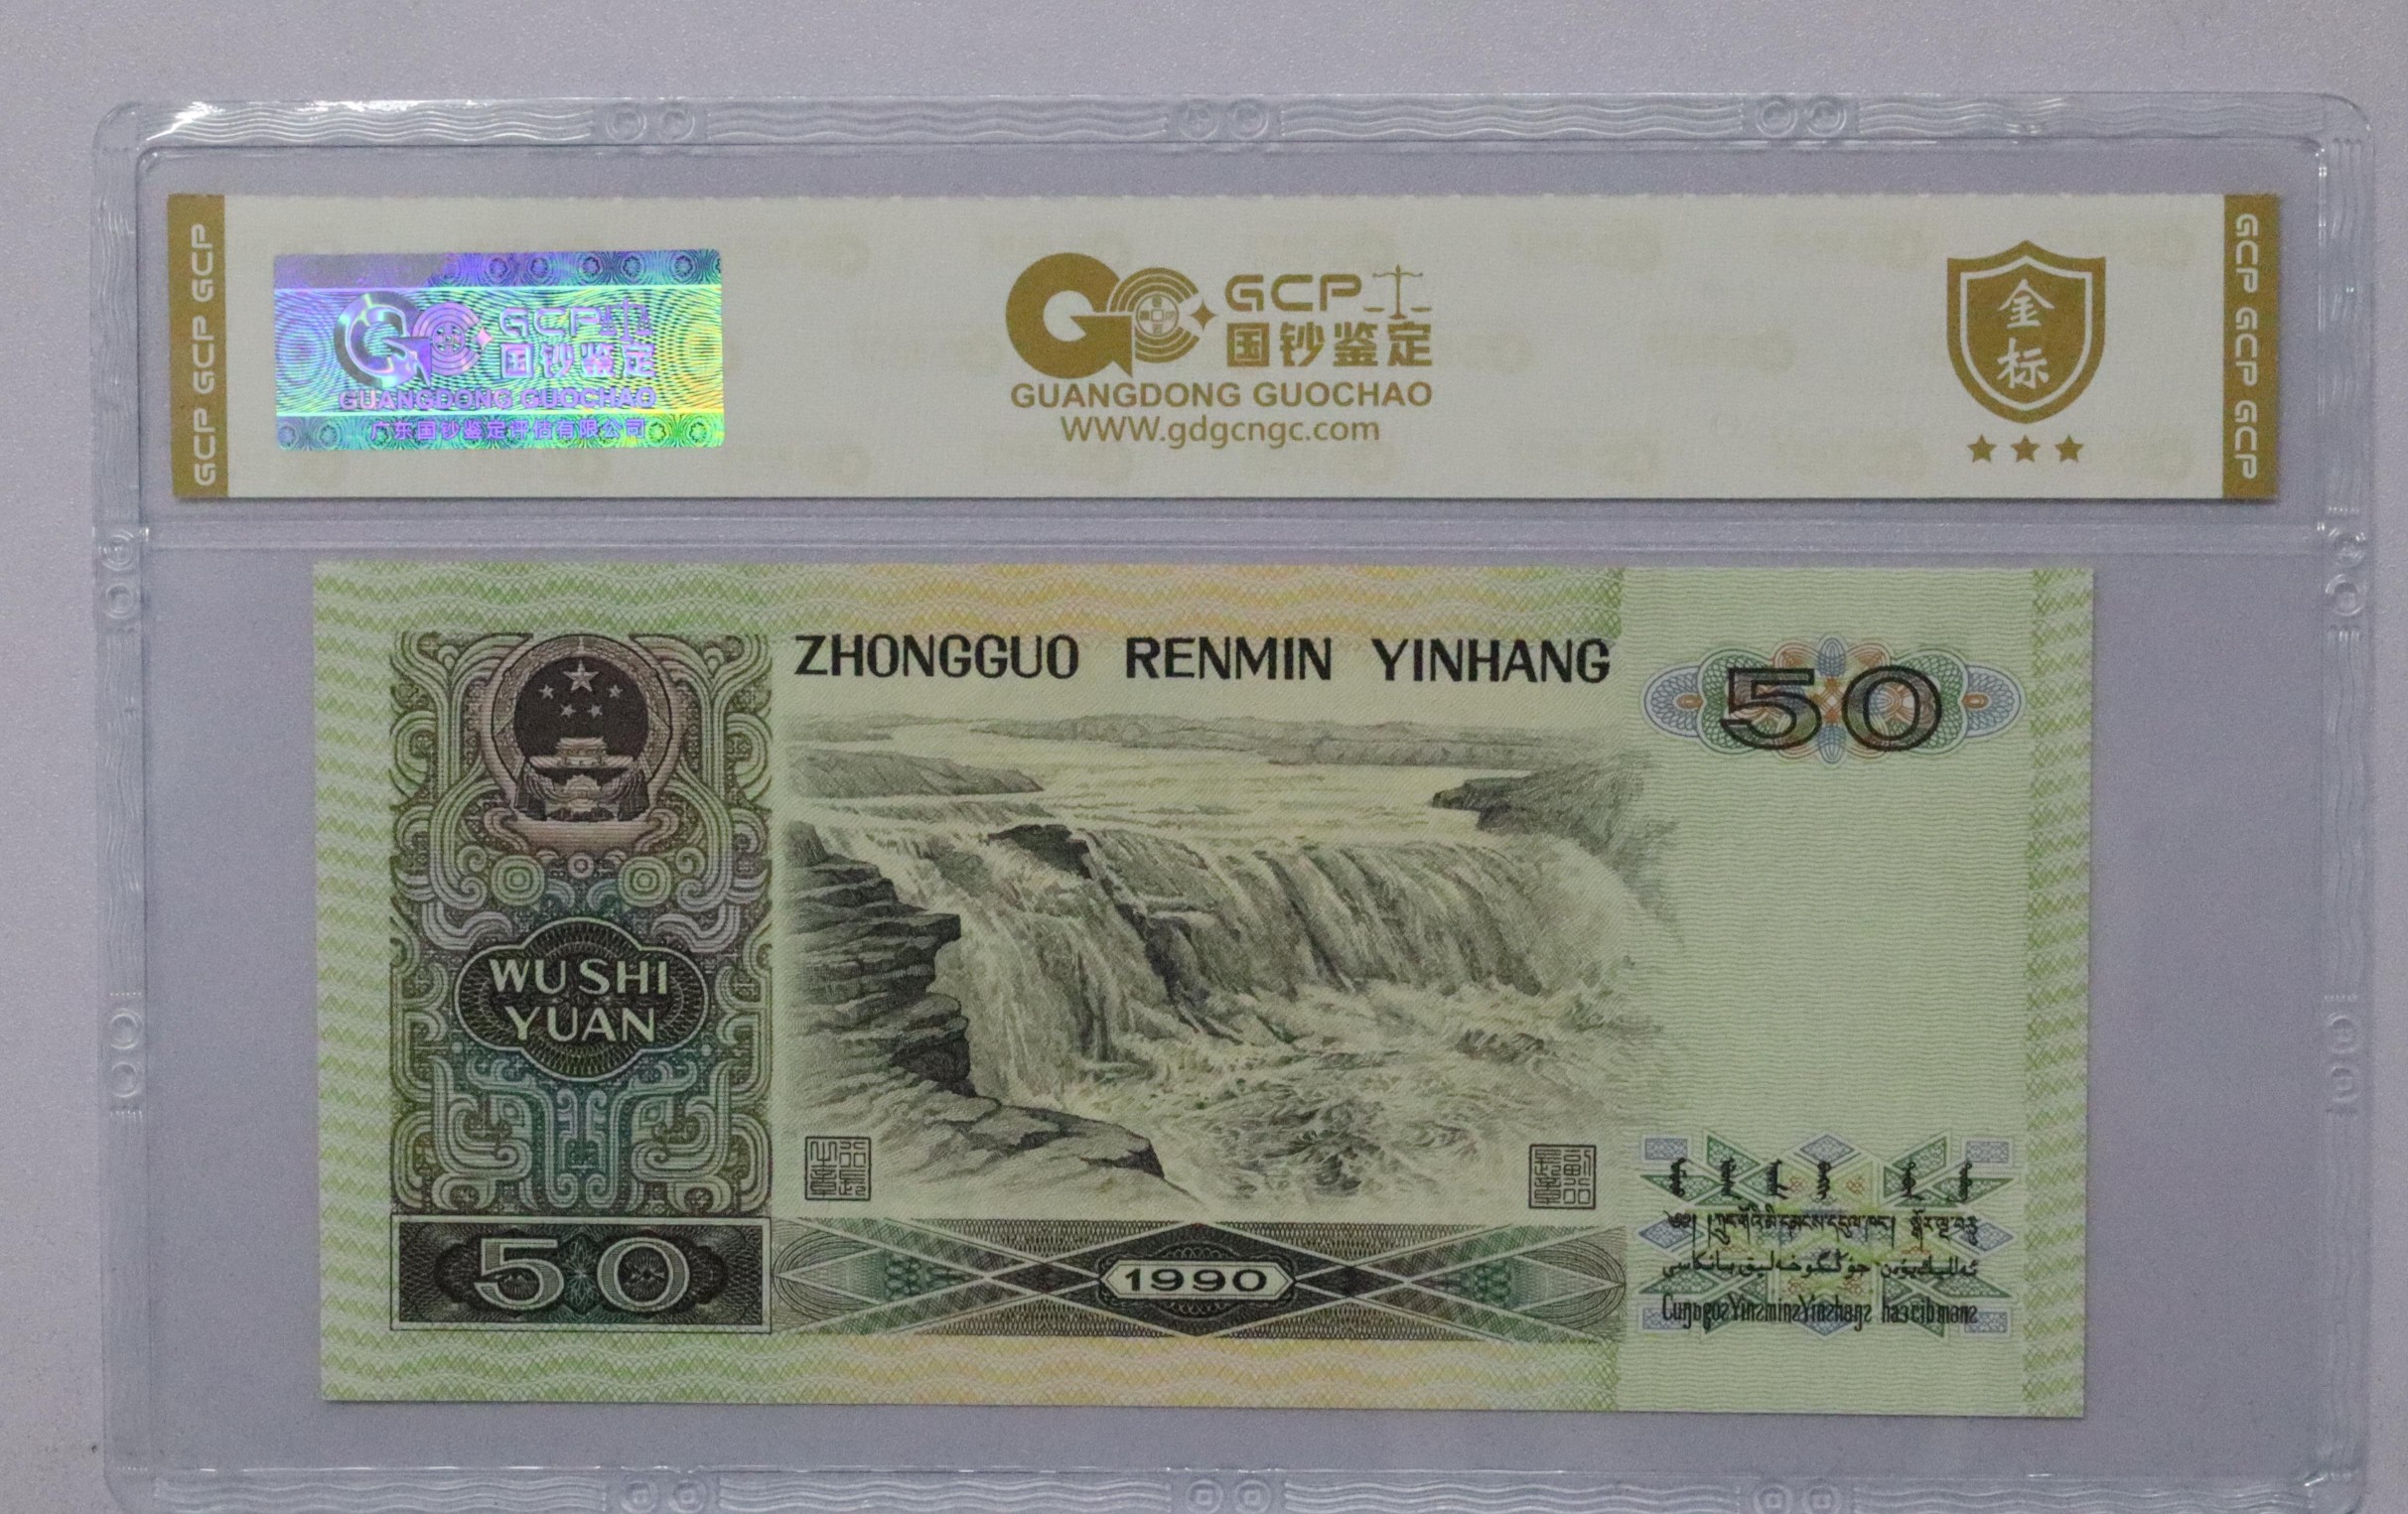 GCP GCP GCP
GCP
国钞鉴定
GUANGDONG GUOCHAO
广东国钞鉴定评估有限公司
GCP
国钞鉴定
GUANGDONG GUOCHAO
WWW.gdgcngc.com
金
标
GCP GCP GCP
ZHONGGUO RENMIN YINHANG
50
WU SHI
YUAN
50
1990